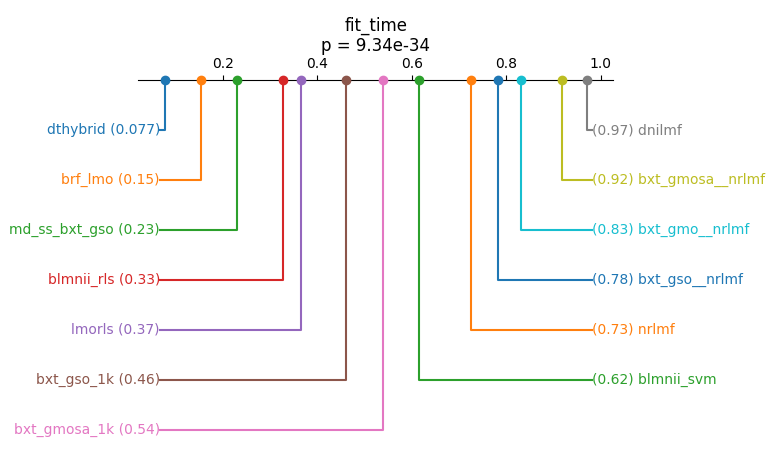 fit_time
p = 9.34e-34
0.2 0.4 0.6 0.8 1.0
dthybrid (0.077) (0.97) dnilmf
brf_lmo (0.15) (0.92) bxt_gmosa__nrlmf
md_ss_bxt_gso (0.23) (0.83) bxt_gmo__nrlmf
blmnii_rls (0.33) (0.78) bxt_gso__nrlmf
lmorls (0.37) (0.73) nrlmf
bxt_gso_1k (0.46) (0.62) blmnii_svm
bxt_gmosa_1k (0.54)